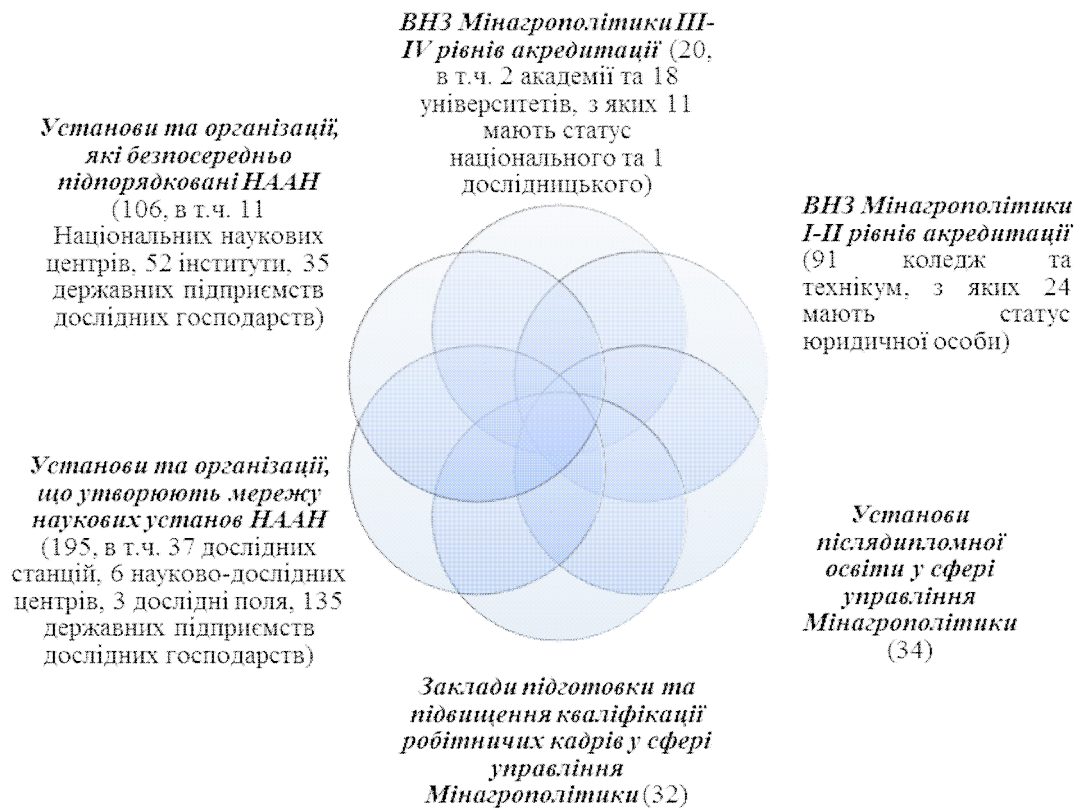 ВНЗ Мінагрополітики III-
IV рівнів акредитації (20,
в т.ч. 2 академії та 18
університетів, з яких 11
мають статус
національного та 1
дослідницького)
ВНЗ Мінагрополітики
I-II рівнів акредитації
(91 коледж та
технікум, з яких 24
мають статус
юридичної особи)
Установи
післядипломної
освіти у сфері
управління
Мінагрополітики
(34)
Заклади підготовки та
підвищення кваліфікації
робітничих кадрів у сфері
управління
Мінагрополітики (32)
Установи та організації,
що утворюють мережу
наукових установ НААН
(195, в т.ч. 37 дослідних
станцій, 6 науково-дослідних
центрів, 3 дослідні поля, 135
державних підприємств
дослідних господарств)
Установи та організації,
які безпосередньо
підпорядковані НААН
(106, в т.ч. 11
Національних наукових
центрів, 52 інститути, 35
державних підприємств
дослідних господарств)